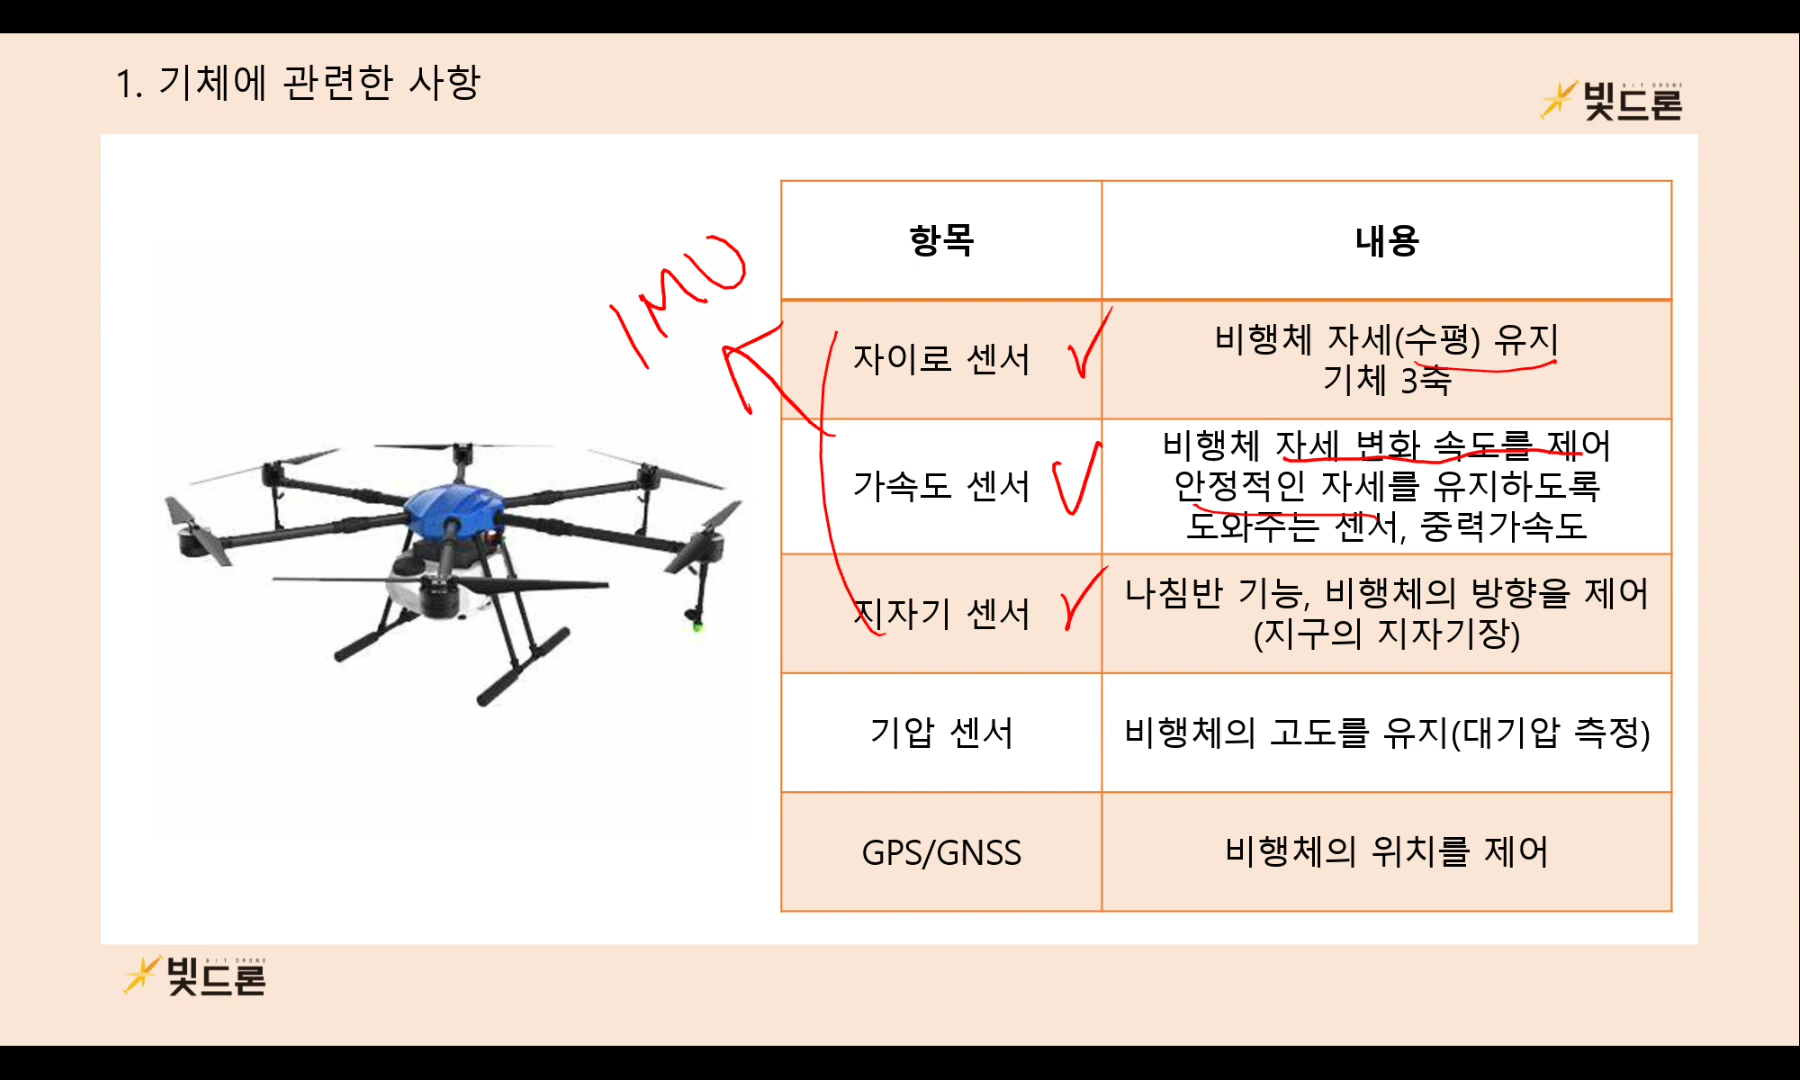 1. 기체에 관련한 사항
BIT DRONE
빛드론
IMU
항목
내용
자이로 센서
비행체 자세(수평) 유지
기체 3축
가속도 센서
비행체 자세 변화 속도를 제어
안정적인 자세를 유지하도록
도와주는 센서, 중력가속도
지자기 센서
나침반 기능, 비행체의 방향을 제어
(지구의 지자기장)
기압 센서
비행체의 고도를 유지(대기압 측정)
GPS/GNSS
비행체의 위치를 제어
BIT DRONE
빛드론